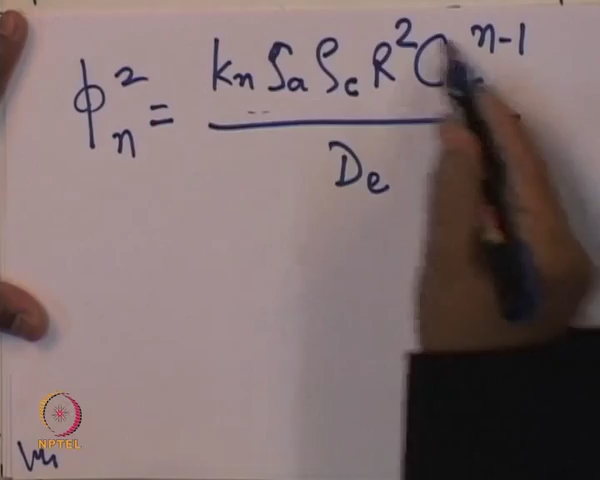 ϕn² = kn Sa ρc R² C n-1
De
NPTEL